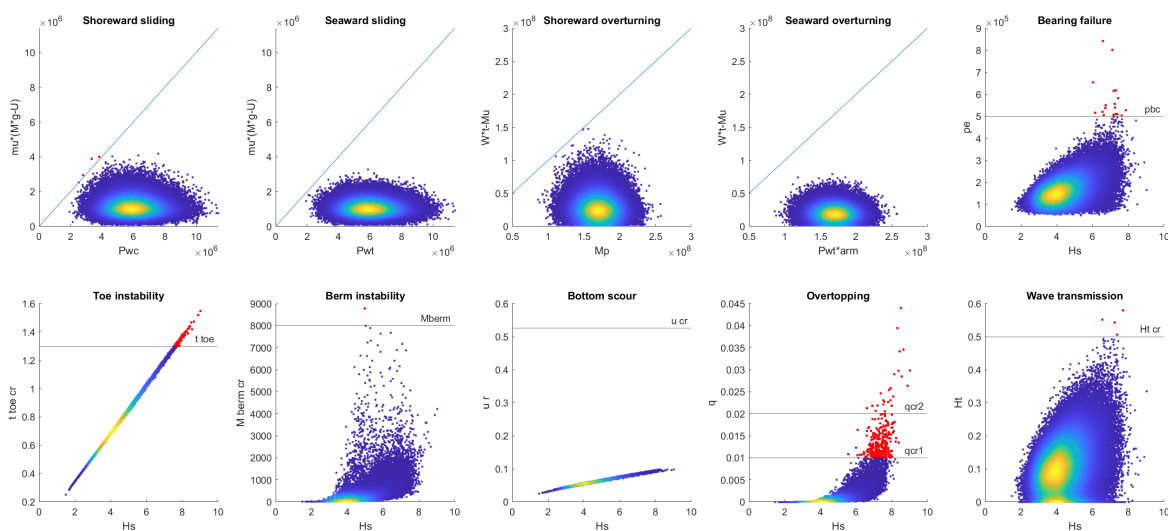 Shoreward sliding
×10^6
11
10
8
6
4
2
0
mu*(M*g-U)
0 2 4 6 8 10
Pwc
×10^6
Seaward sliding
×10^6
11
10
8
6
4
2
0
mu*(M*g-U)
0 2 4 6 8 10
Pwt
×10^6
Shoreward overturning
3 ×10^8
2.5
2
1.5
1
0.5
0
W*t-Mu
0.5 1 1.5 2 2.5 3
Mp
×10^8
Seaward overturning
3 ×10^8
2.5
2
1.5
1
0.5
0
W*t-Mu
0.5 1 1.5 2 2.5 3
Pwt*arm
×10^8
Bearing failure
9 ×10^5
8
7
6
5
4
3
2
1
0
pe
pbc
0 2 4 6 8 10
Hs
Toe instability
1.6
1.4
1.2
1
0.8
0.6
0.4
0.2
t toe cr
t toe
0 2 4 6 8 10
Hs
Berm instability
9000
8000
7000
6000
5000
4000
3000
2000
1000
0
M berm cr
Mberm
0 2 4 6 8 10
Hs
Bottom scour
0.6
0.5
0.4
0.3
0.2
0.1
0
u r
u cr
0 2 4 6 8 10
Hs
Overtopping
0.045
0.04
0.035
0.03
0.025
0.02
0.015
0.01
0.005
0
q
qcr2
qcr1
0 2 4 6 8 10
Hs
Wave transmission
0.6
0.5
0.4
0.3
0.2
0.1
0
Ht
Ht cr
0 2 4 6 8 10
Hs